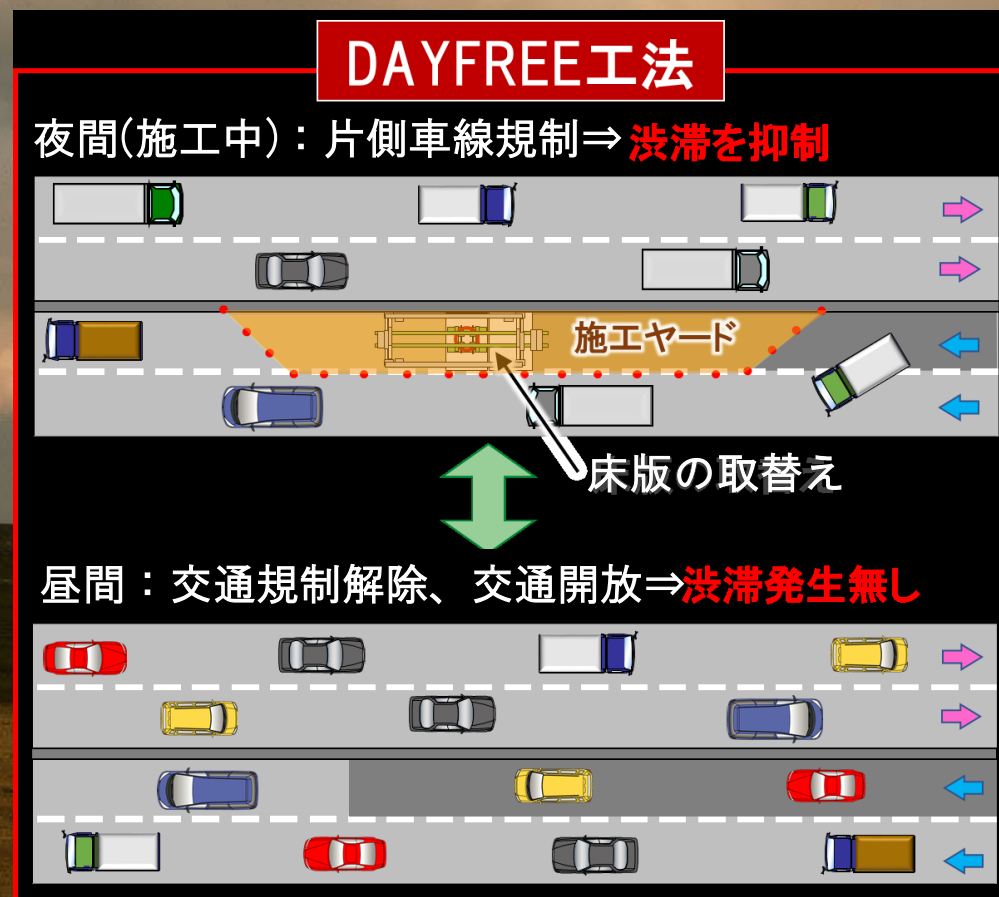 DAYFREE工法
夜間(施工中)：片側車線規制⇒渋滞を抑制
施工ヤード
床版の取替え
昼間：交通規制解除、交通開放⇒渋滞発生無し